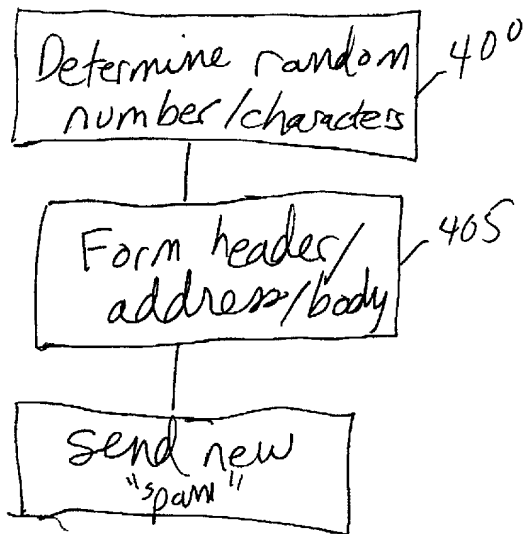 Determine random
number/characters
400
Form header/
address/body
405
send new
"spam"